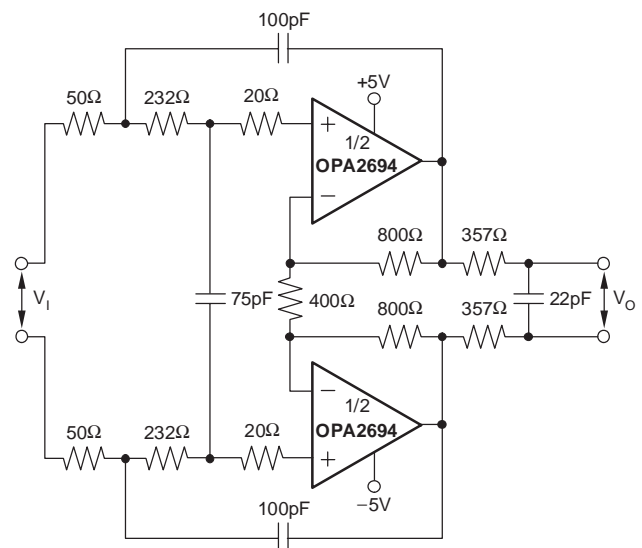 100pF
50Ω
232Ω
20Ω
+5V
+
1/2
OPA2694
−
800Ω
357Ω
V_I
75pF
400Ω
22pF
V_O
800Ω
357Ω
−
1/2
OPA2694
50Ω
232Ω
20Ω
+
−5V
100pF